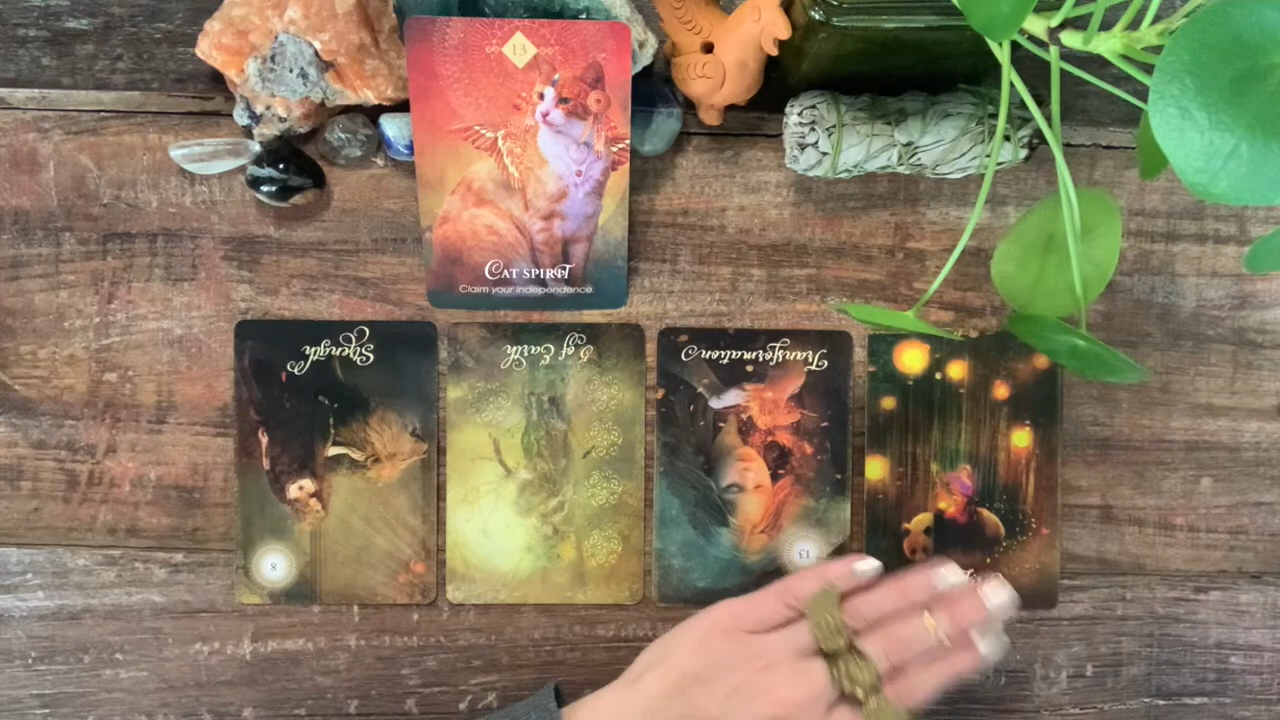 13
CAT SPIRIT
Claim your independence.
Strength
5 of Earth
Transformation
13
8